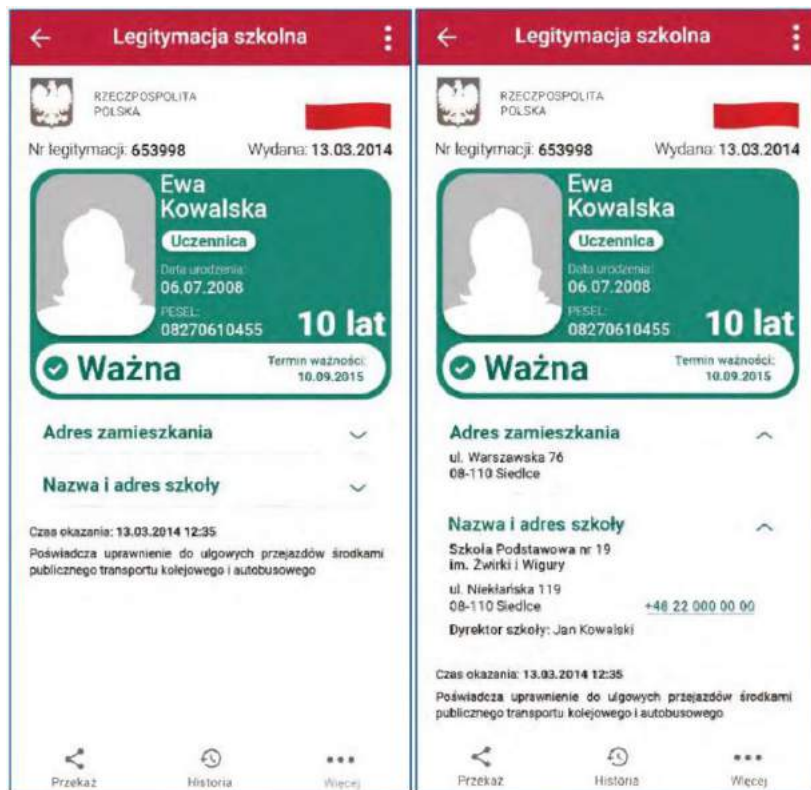 Legitymacja szkolna
RZECZPOSPOLITA
POLSKA
Nr legitymacji: 653998 Wydana: 13.03.2014
Ewa
Kowalska
Uczennica
Data urodzenia:
06.07.2008
PESEL:
08270610455
10 lat
Ważna
Termin ważności:
10.09.2015
Adres zamieszkania
Nazwa i adres szkoły
Czas okazania: 13.03.2014 12:35
Poświadcza uprawnienie do ulgowych przejazdów środkami
publicznego transportu kolejowego i autobusowego
Przekaż Historia Więcej
Legitymacja szkolna
RZECZPOSPOLITA
POLSKA
Nr legitymacji: 653998 Wydana: 13.03.2014
Ewa
Kowalska
Uczennica
Data urodzenia:
06.07.2008
PESEL:
08270610455
10 lat
Ważna
Termin ważności:
10.09.2015
Adres zamieszkania
ul. Warszawska 76
08-110 Siedlce
Nazwa i adres szkoły
Szkoła Podstawowa nr 19
im. Żwirki i Wigury
ul. Niekłańska 119
08-110 Siedlce +48 22 000 00 00
Dyrektor szkoły: Jan Kowalski
Czas okazania: 13.03.2014 12:35
Poświadcza uprawnienie do ulgowych przejazdów środkami
publicznego transportu kolejowego i autobusowego
Przekaż Historia Więcej